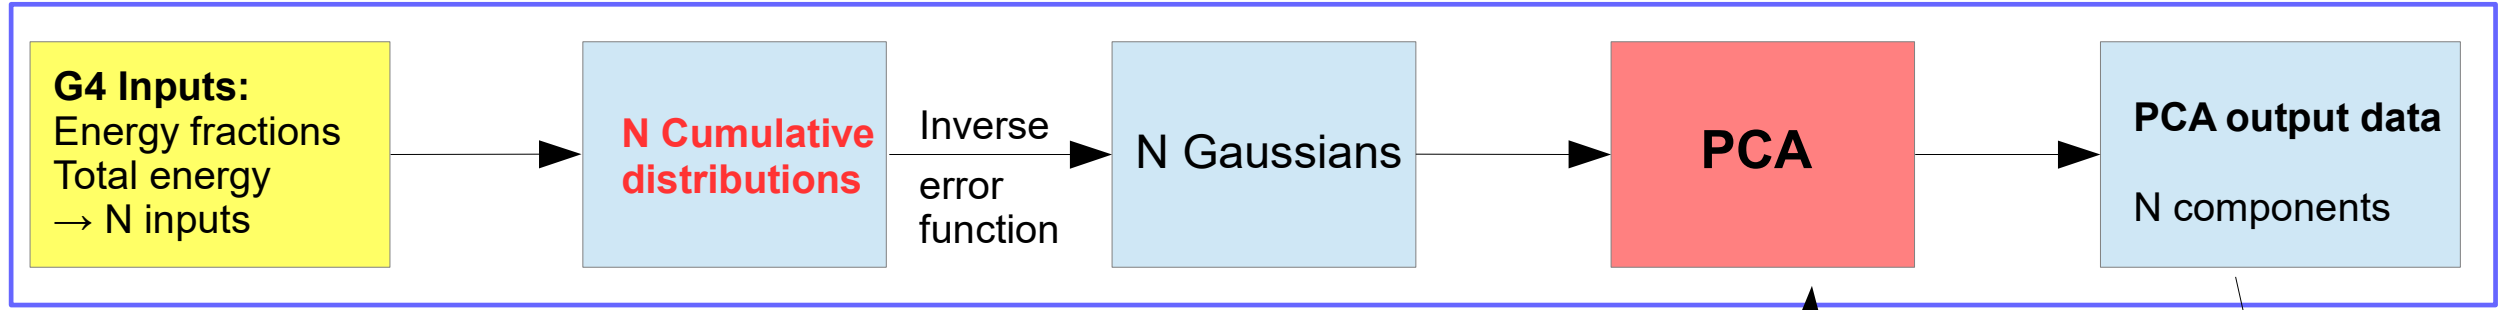 G4 Inputs:
Energy fractions
Total energy
→ N inputs
N Cumulative
distributions
Inverse
error
function
N Gaussians
PCA
PCA output data
N components